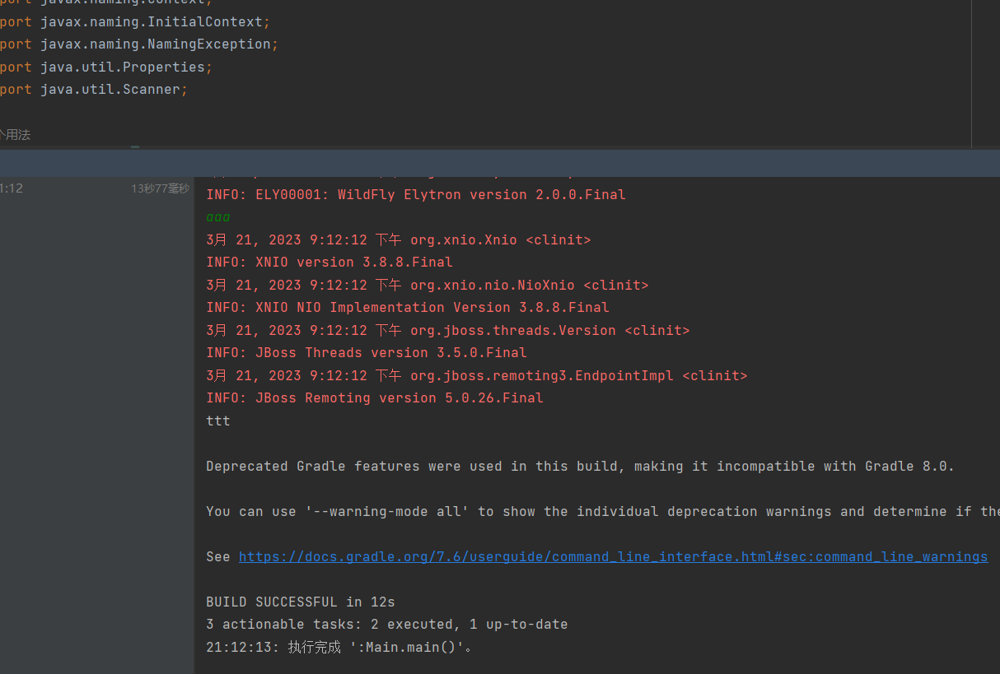 port javax.naming.Context;
port javax.naming.InitialContext;
port javax.naming.NamingException;
port java.util.Properties;
port java.util.Scanner;
个用法
1:12
13秒77毫秒
INFO: ELY00001: WildFly Elytron version 2.0.0.Final
aaa
3月 21, 2023 9:12:12 下午 org.xnio.Xnio <clinit>
INFO: XNIO version 3.8.8.Final
3月 21, 2023 9:12:12 下午 org.xnio.nio.NioXnio <clinit>
INFO: XNIO NIO Implementation Version 3.8.8.Final
3月 21, 2023 9:12:12 下午 org.jboss.threads.Version <clinit>
INFO: JBoss Threads version 3.5.0.Final
3月 21, 2023 9:12:12 下午 org.jboss.remoting3.EndpointImpl <clinit>
INFO: JBoss Remoting version 5.0.26.Final
ttt
Deprecated Gradle features were used in this build, making it incompatible with Gradle 8.0.
You can use '--warning-mode all' to show the individual deprecation warnings and determine if the
See https://docs.gradle.org/7.6/userguide/command_line_interface.html#sec:command_line_warnings
BUILD SUCCESSFUL in 12s
3 actionable tasks: 2 executed, 1 up-to-date
21:12:13: 执行完成 ':Main.main()'。